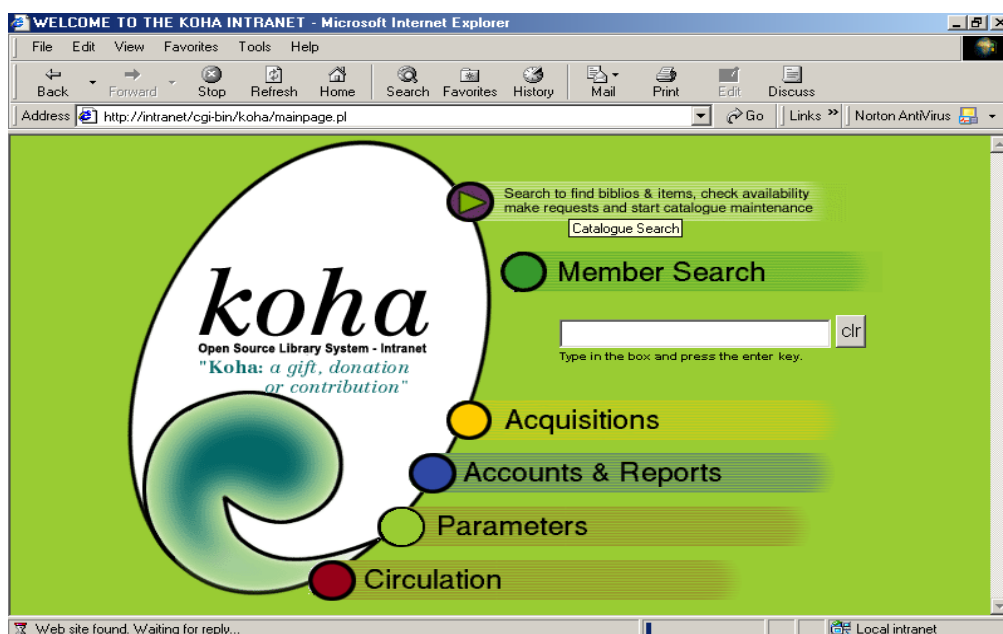 WELCOME TO THE KOHA INTRANET - Microsoft Internet Explorer
File Edit View Favorites Tools Help
Back Forward Stop Refresh Home Search Favorites History Mail Print Edit Discuss
Address http://intranet/cgi-bin/koha/mainpage.pl Go Links » Norton AntiVirus
Search to find biblios & items, check availability
make requests and start catalogue maintenance
Catalogue Search
Member Search
koha
Open Source Library System - Intranet
clr
"Koha: a gift, donation
or contribution"
Type in the box and press the enter key.
Acquisitions
Accounts & Reports
Parameters
Circulation
Web site found. Waiting for reply... Local intranet